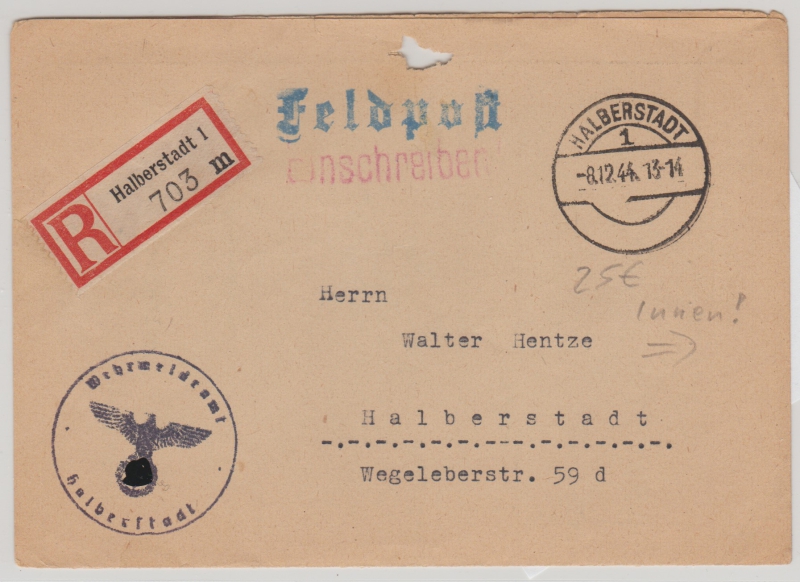 Feldpost
Einschreiben
R
Halberstadt 1
703 m
HALBERSTADT
1
-8.12.44. 13-14
25€
Innen!
Herrn
Walter Hentze
Halberstadt
-.-.-.-.-.---.-.-.-.-.-.
Wegeleberstr. 59 d
Wehrmeldeamt
Halberstadt